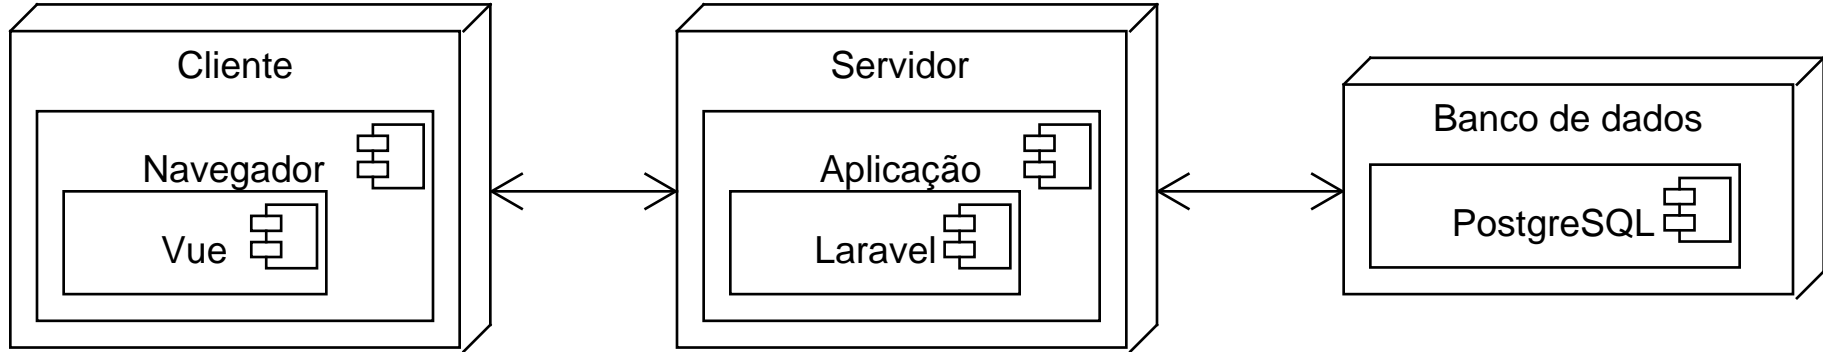 Cliente
Navegador
Vue
Servidor
Aplicação
Laravel
Banco de dados
PostgreSQL